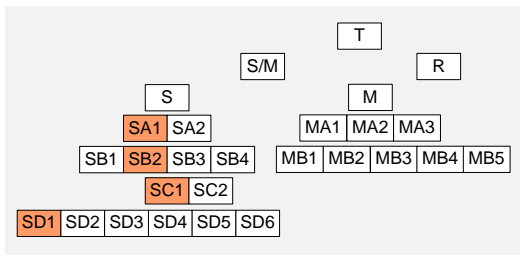 T
S/M R
S M
SA1 SA2 MA1 MA2 MA3
SB1 SB2 SB3 SB4 MB1 MB2 MB3 MB4 MB5
SC1 SC2
SD1 SD2 SD3 SD4 SD5 SD6